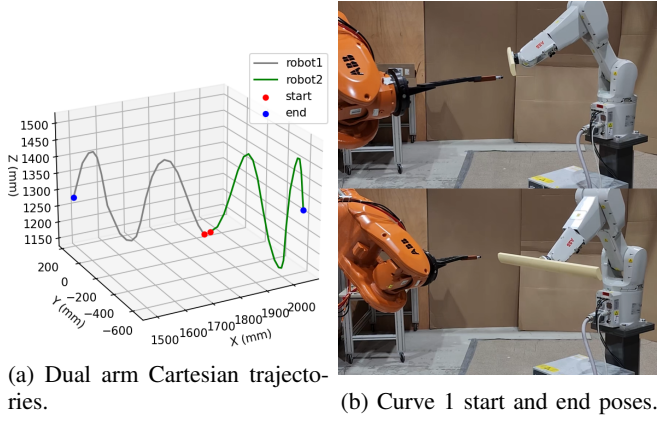 robot1
robot2
start
end
1500
1450
1400
1350
1300
1250
1200
1150
Z (mm)
200
0
−200
−400
−600
Y (mm)
1500
1600
1700
1800
1900
2000
X (mm)
ABB
ABB
ABB
(a) Dual arm Cartesian trajecto-
ries.
(b) Curve 1 start and end poses.